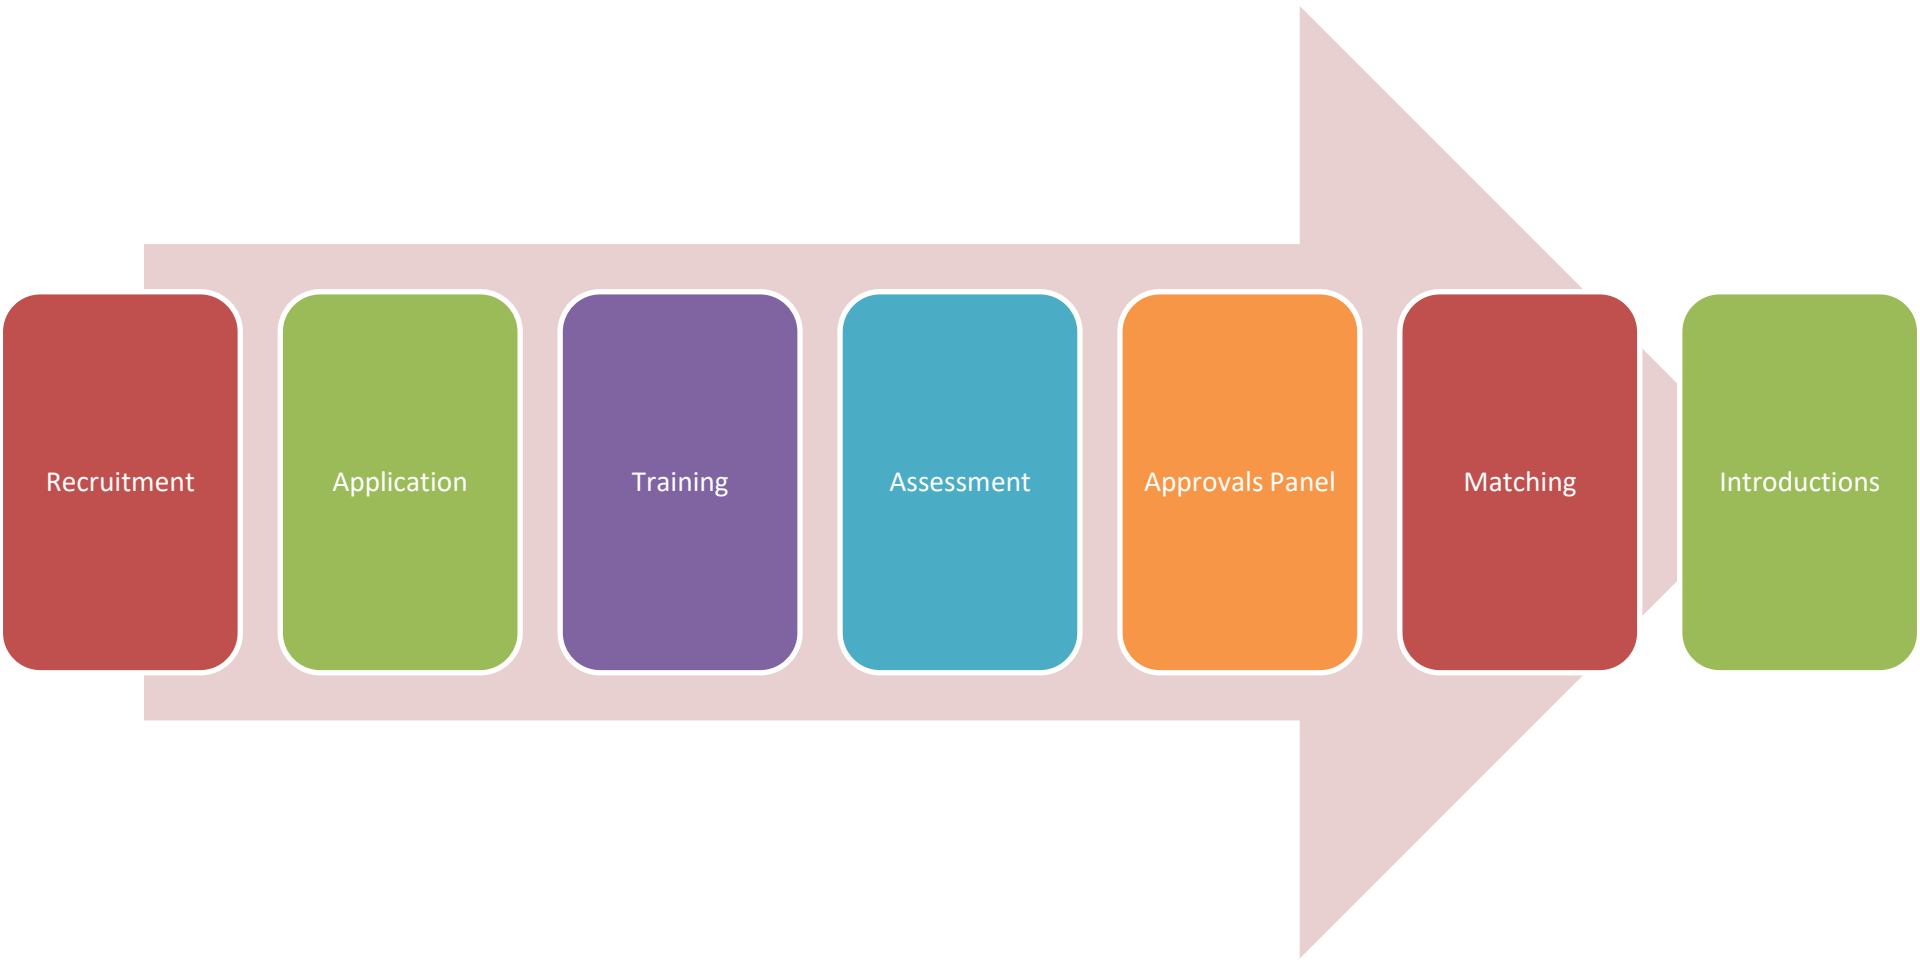 Recruitment
Application
Training
Assessment
Approvals Panel
Matching
Introductions